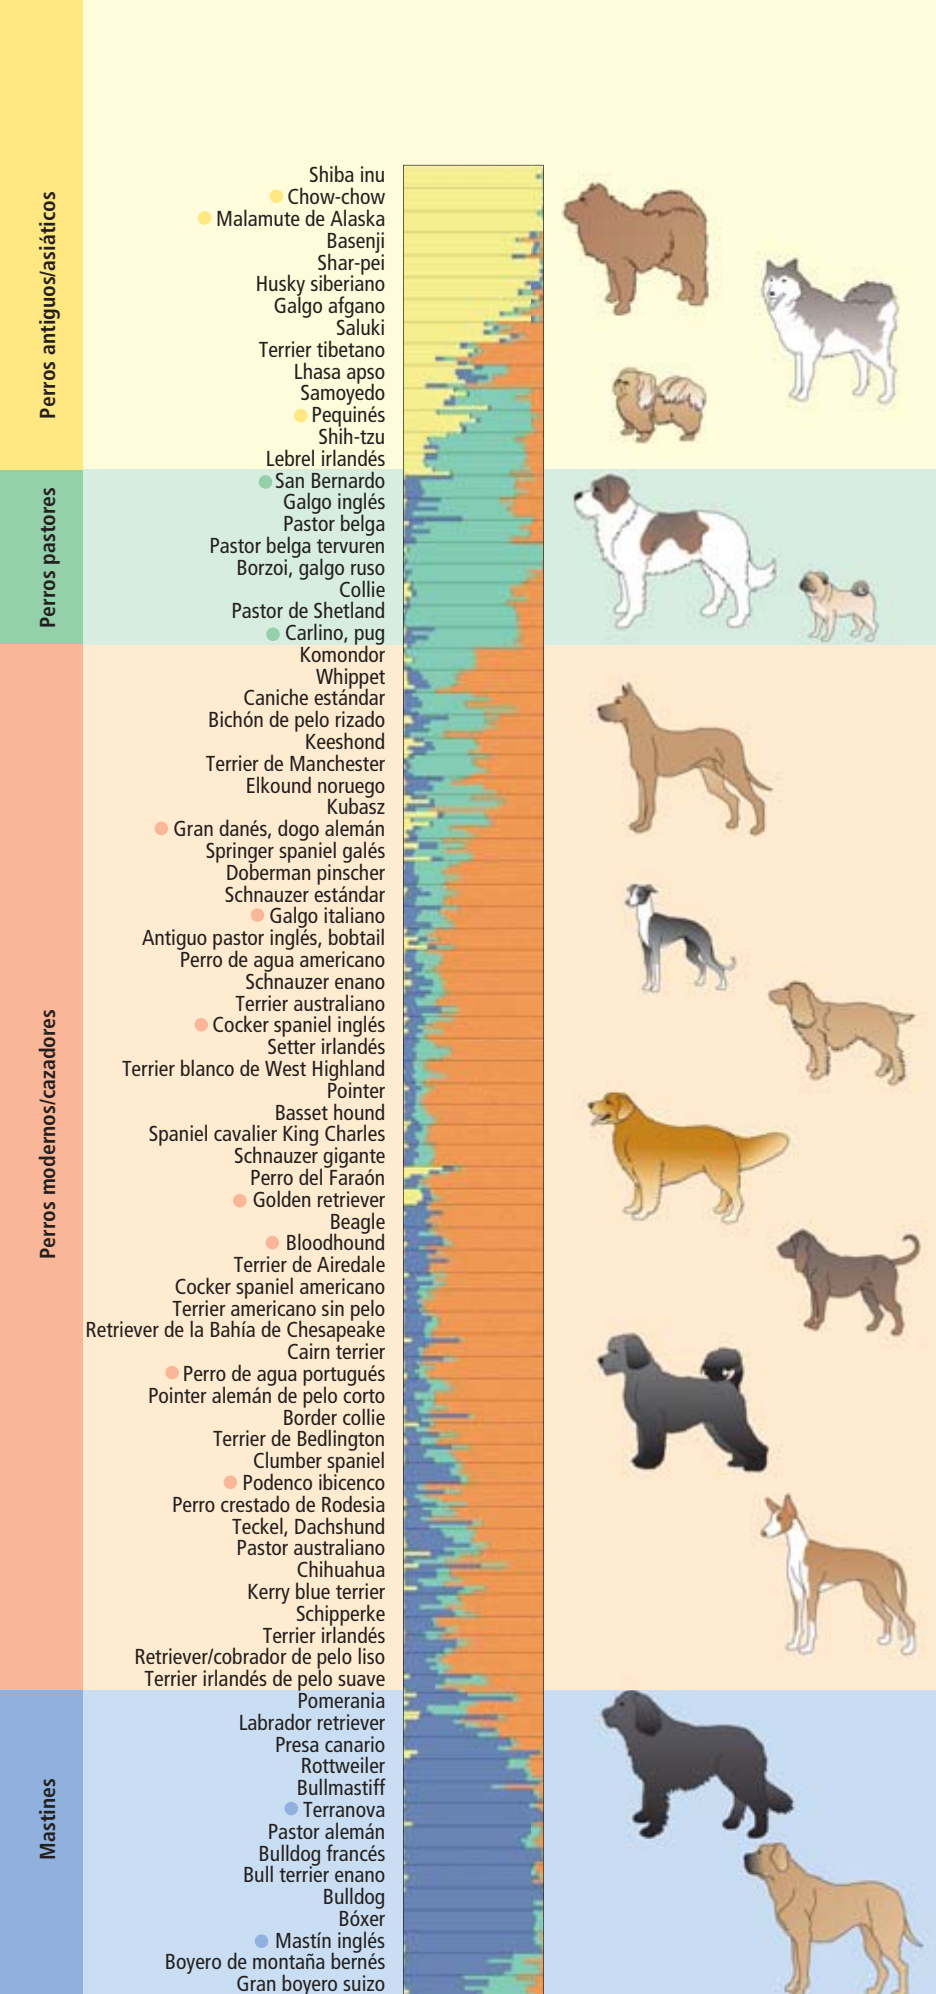 Perros antiguos/asiáticos
Shiba inu
Chow-chow
Malamute de Alaska
Basenji
Shar-pei
Husky siberiano
Galgo afgano
Saluki
Terrier tibetano
Lhasa apso
Samoyedo
Pequinés
Shih-tzu
Lebrel irlandés
Perros pastores
San Bernardo
Galgo inglés
Pastor belga
Pastor belga tervuren
Borzoi, galgo ruso
Collie
Pastor de Shetland
Carlino, pug
Perros modernos/cazadores
Komondor
Whippet
Caniche estándar
Bichón de pelo rizado
Keeshond
Terrier de Manchester
Elkound noruego
Kubasz
Gran danés, dogo alemán
Springer spaniel galés
Doberman pinscher
Schnauzer estándar
Galgo italiano
Antiguo pastor inglés, bobtail
Perro de agua americano
Schnauzer enano
Terrier australiano
Cocker spaniel inglés
Setter irlandés
Terrier blanco de West Highland
Pointer
Basset hound
Spaniel cavalier King Charles
Schnauzer gigante
Perro del Faraón
Golden retriever
Beagle
Bloodhound
Terrier de Airedale
Cocker spaniel americano
Terrier americano sin pelo
Retriever de la Bahía de Chesapeake
Cairn terrier
Perro de agua portugués
Pointer alemán de pelo corto
Border collie
Terrier de Bedlington
Clumber spaniel
Podenco ibicenco
Perro crestado de Rodesia
Teckel, Dachshund
Pastor australiano
Chihuahua
Kerry blue terrier
Schipperke
Terrier irlandés
Retriever/cobrador de pelo liso
Terrier irlandés de pelo suave
Mastines
Pomerania
Labrador retriever
Presa canario
Rottweiler
Bullmastiff
Terranova
Pastor alemán
Bulldog francés
Bull terrier enano
Bulldog
Bóxer
Mastín inglés
Boyero de montaña bernés
Gran boyero suizo